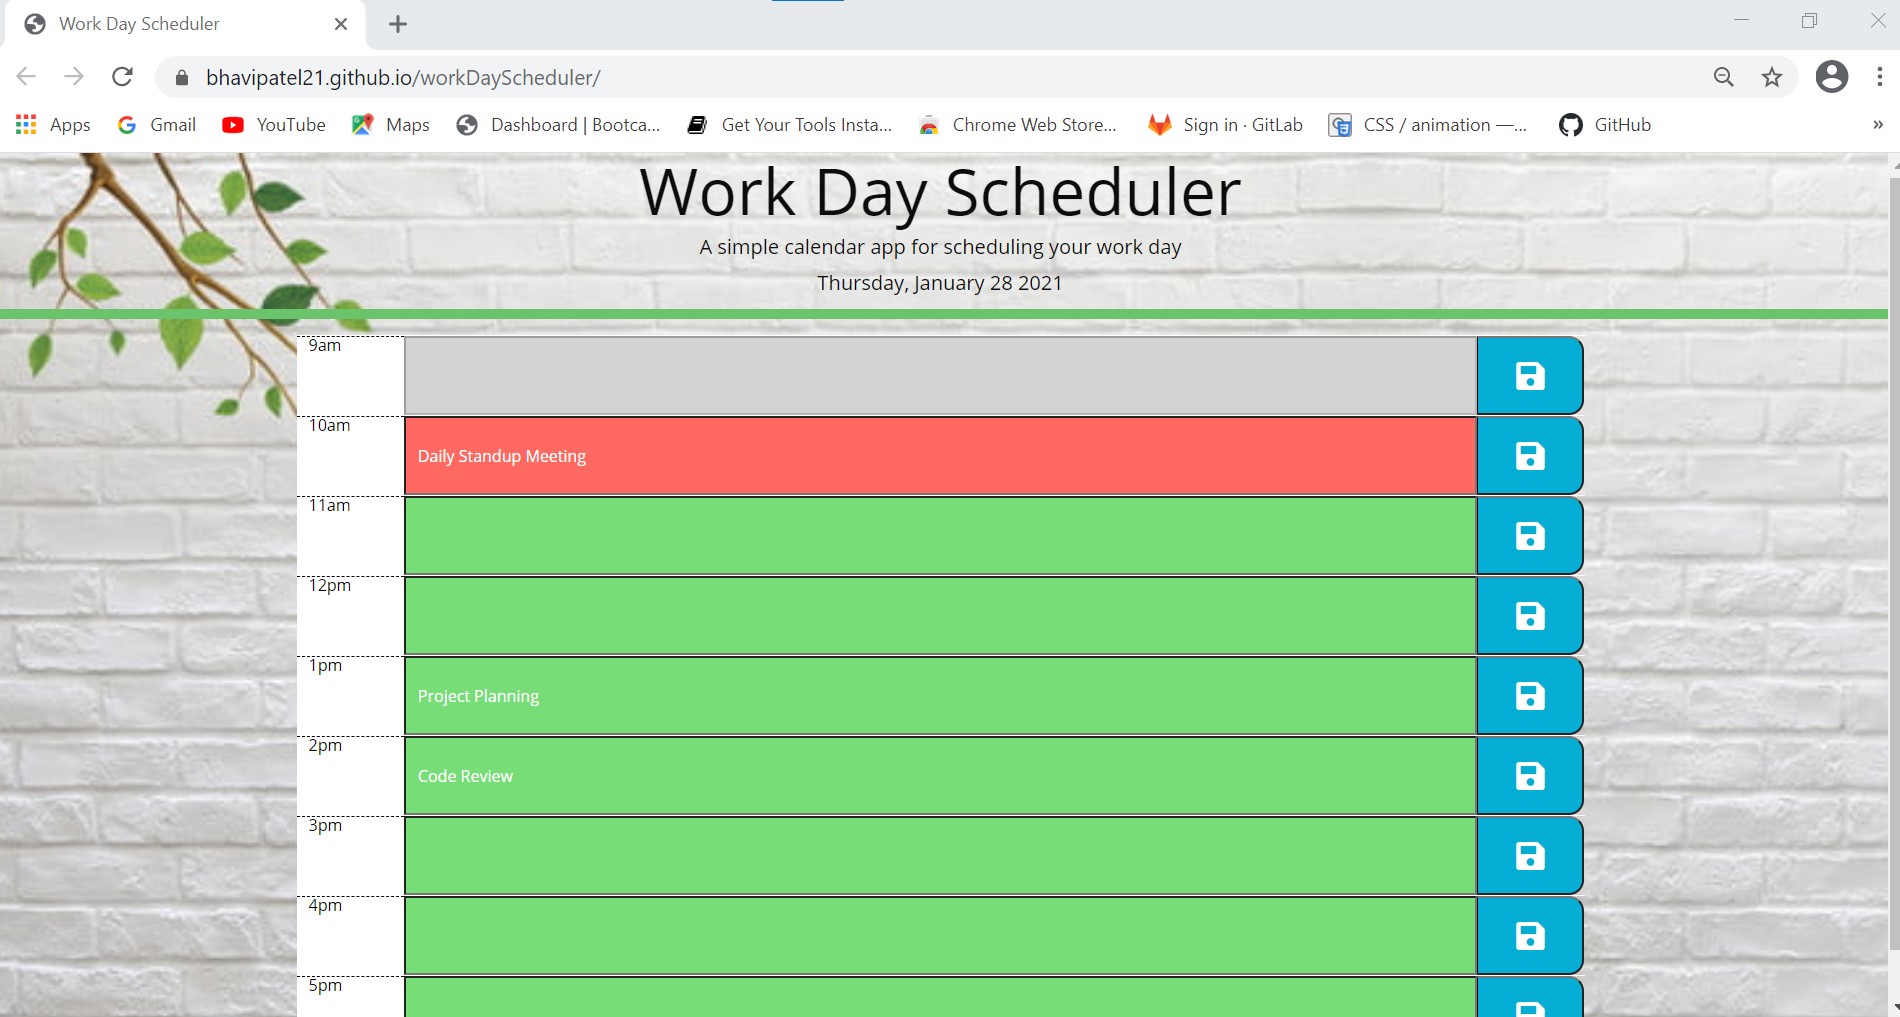 Work Day Scheduler
bhavipatel21.github.io/workDayScheduler/
Apps Gmail YouTube Maps Dashboard | Bootca... Get Your Tools Insta... Chrome Web Store... Sign in · GitLab CSS / animation —... GitHub »
Work Day Scheduler
A simple calendar app for scheduling your work day
Thursday, January 28 2021
9am
10am
Daily Standup Meeting
11am
12pm
1pm
Project Planning
2pm
Code Review
3pm
4pm
5pm